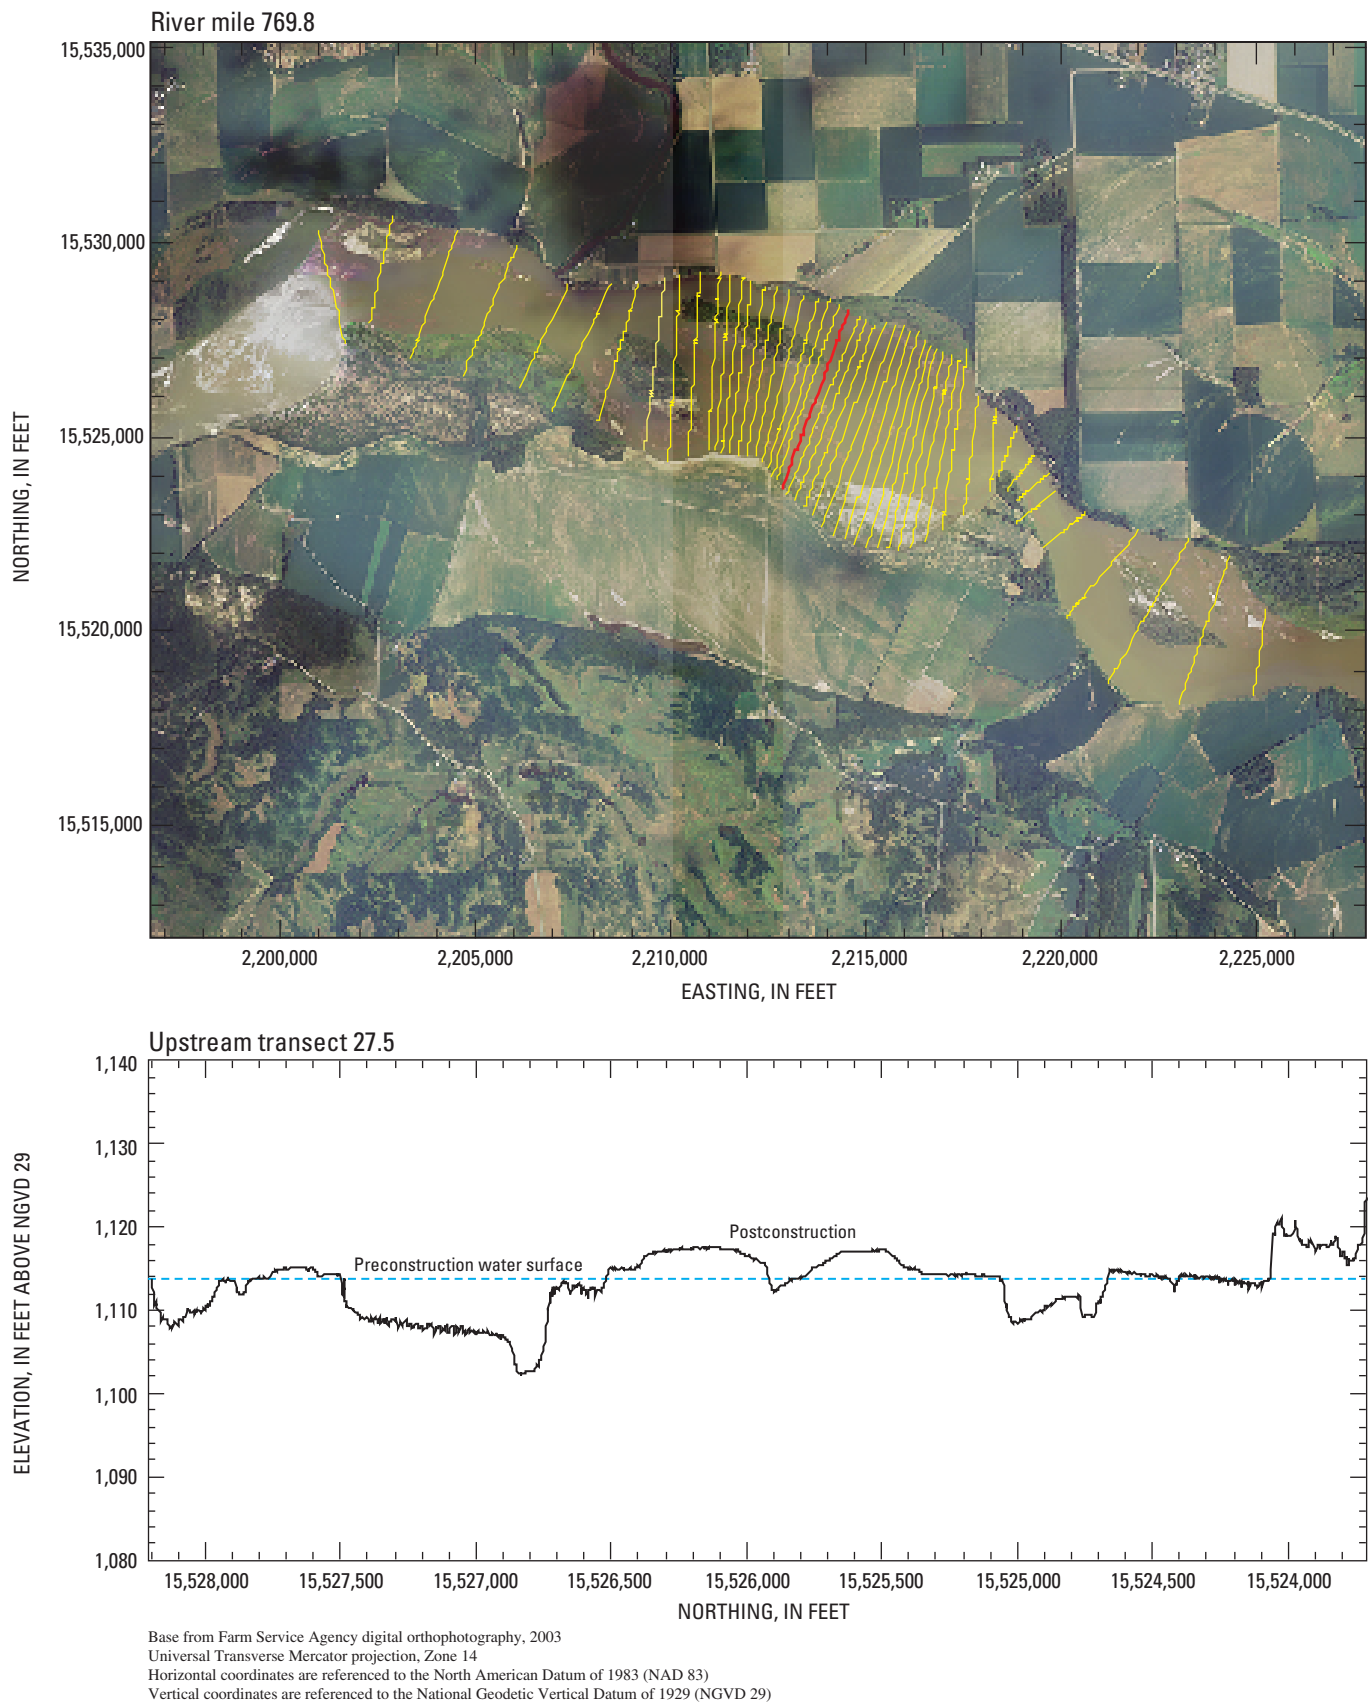 River mile 769.8
15,535,000
15,530,000
15,525,000
15,520,000
15,515,000
NORTHING, IN FEET
2,200,000 2,205,000 2,210,000 2,215,000 2,220,000 2,225,000
EASTING, IN FEET
Upstream transect 27.5
1,140
1,130
1,120
1,110
1,100
1,090
1,080
ELEVATION, IN FEET ABOVE NGVD 29
Postconstruction
Preconstruction water surface
15,528,000 15,527,500 15,527,000 15,526,500 15,526,000 15,525,500 15,525,000 15,524,500 15,524,000
NORTHING, IN FEET
Base from Farm Service Agency digital orthophotography, 2003
Universal Transverse Mercator projection, Zone 14
Horizontal coordinates are referenced to the North American Datum of 1983 (NAD 83)
Vertical coordinates are referenced to the National Geodetic Vertical Datum of 1929 (NGVD 29)